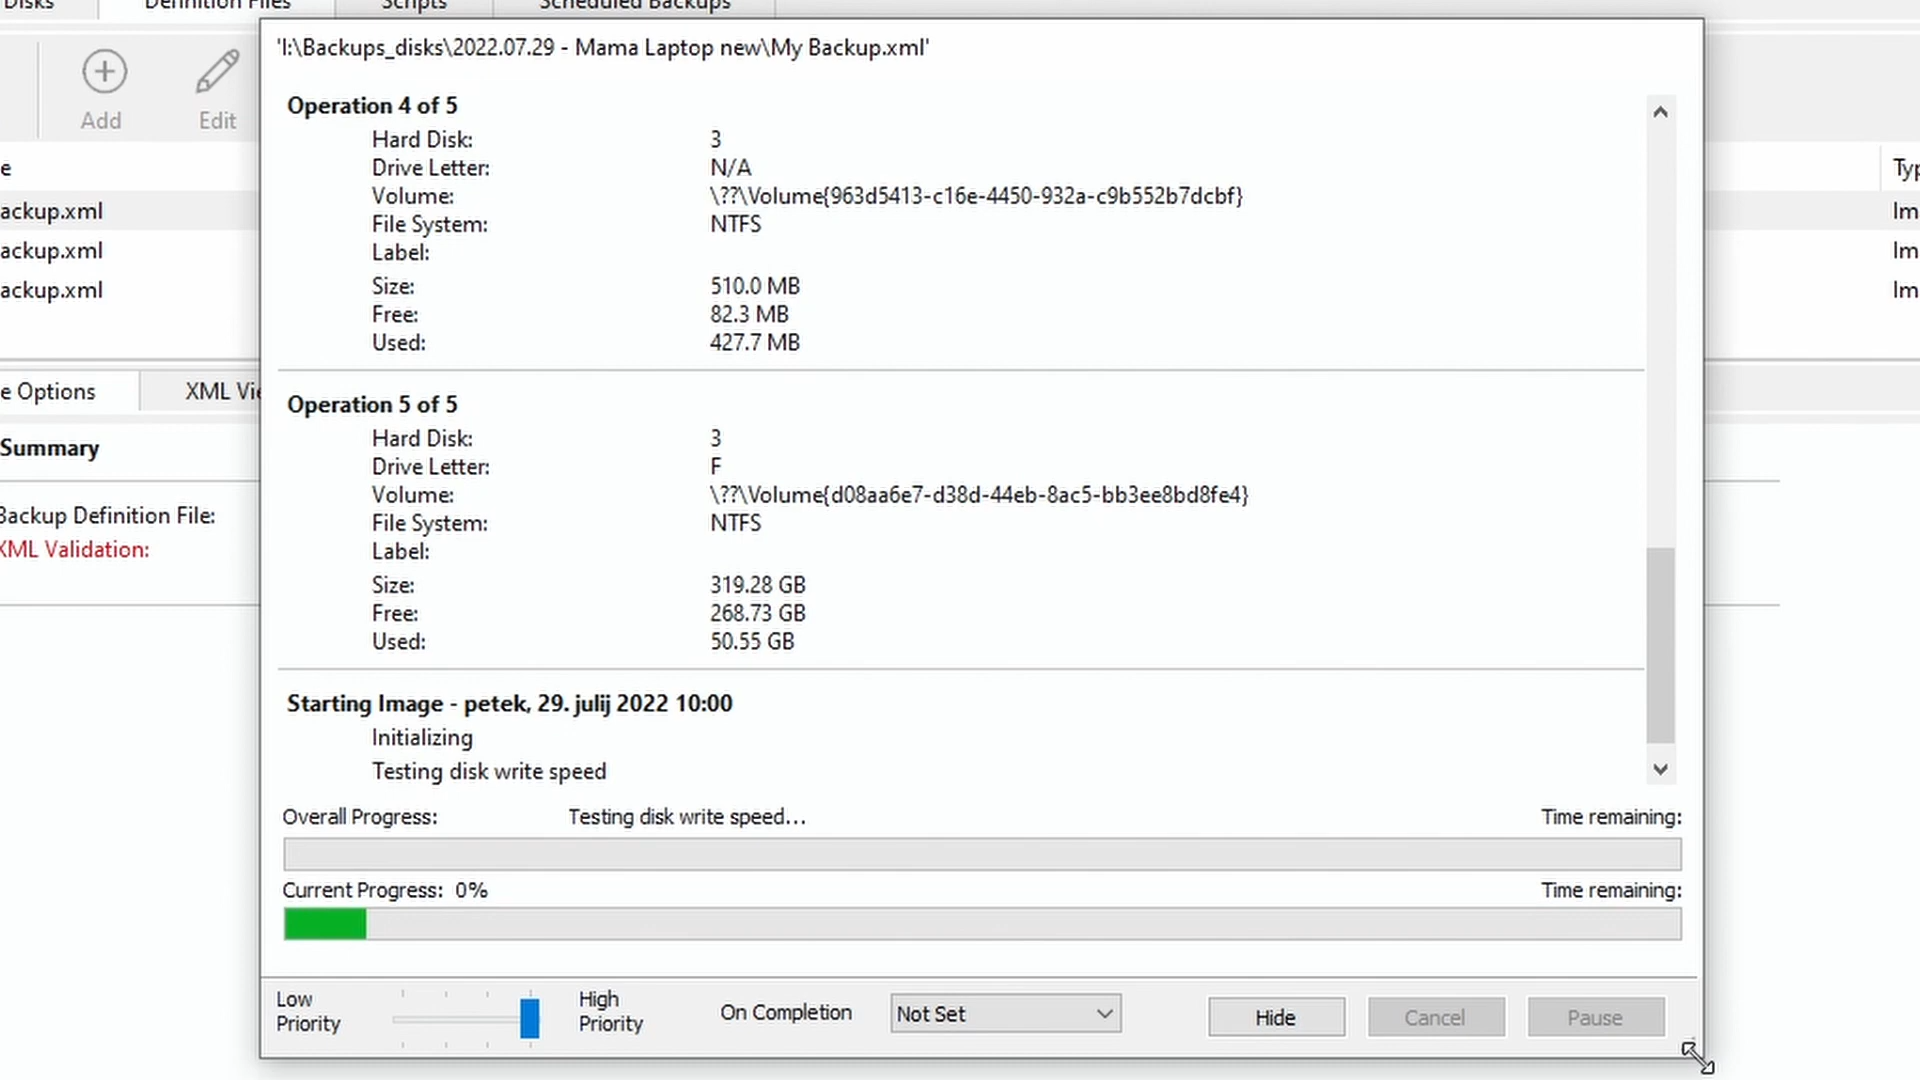 Disks Definition Files Scripts Scheduled Backups
Add Edit
e Typ
ackup.xml Im
ackup.xml Im
ackup.xml Im
e Options XML Vie
Summary
Backup Definition File:
XML Validation:
'I:\Backups_disks\2022.07.29 - Mama Laptop new\My Backup.xml'
Operation 4 of 5
Hard Disk: 3
Drive Letter: N/A
Volume: \??\Volume{963d5413-c16e-4450-932a-c9b552b7dcbf}
File System: NTFS
Label:
Size: 510.0 MB
Free: 82.3 MB
Used: 427.7 MB
Operation 5 of 5
Hard Disk: 3
Drive Letter: F
Volume: \??\Volume{d08aa6e7-d38d-44eb-8ac5-bb3ee8bd8fe4}
File System: NTFS
Label:
Size: 319.28 GB
Free: 268.73 GB
Used: 50.55 GB
Starting Image - petek, 29. julij 2022 10:00
Initializing
Testing disk write speed
Overall Progress: Testing disk write speed... Time remaining:
Current Progress: 0% Time remaining:
Low Priority High Priority On Completion Not Set Hide Cancel Pause